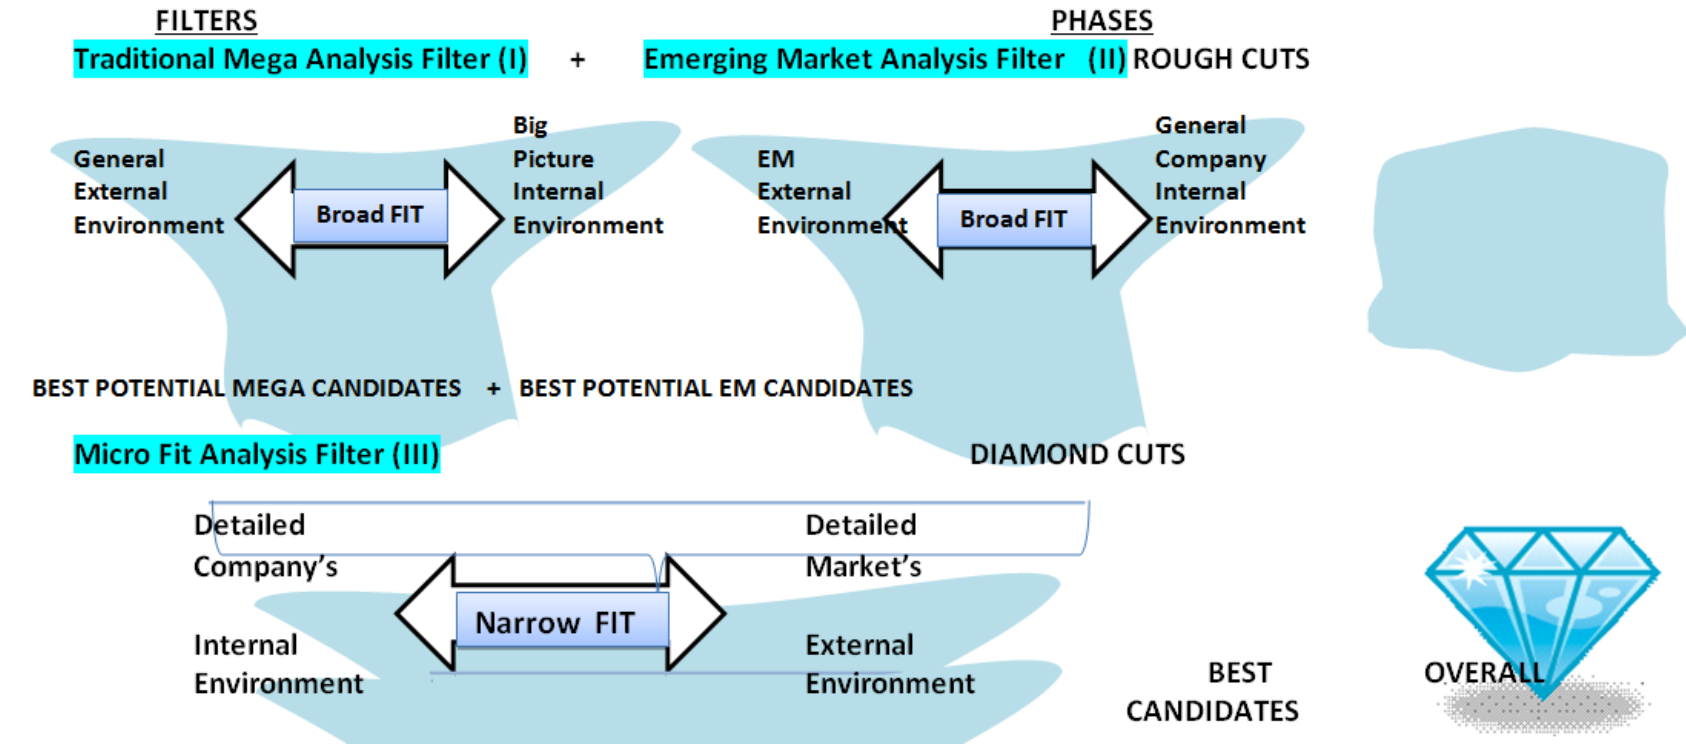 FILTERS PHASES
Traditional Mega Analysis Filter (I) + Emerging Market Analysis Filter (II) ROUGH CUTS
General
External
Environment
Broad FIT
Big
Picture
Internal
Environment
EM
External
Environment
Broad FIT
General
Company
Internal
Environment
BEST POTENTIAL MEGA CANDIDATES + BEST POTENTIAL EM CANDIDATES
Micro Fit Analysis Filter (III) DIAMOND CUTS
Detailed
Company’s
Internal
Environment
Narrow FIT
Detailed
Market’s
External
Environment
BEST OVERALL
CANDIDATES